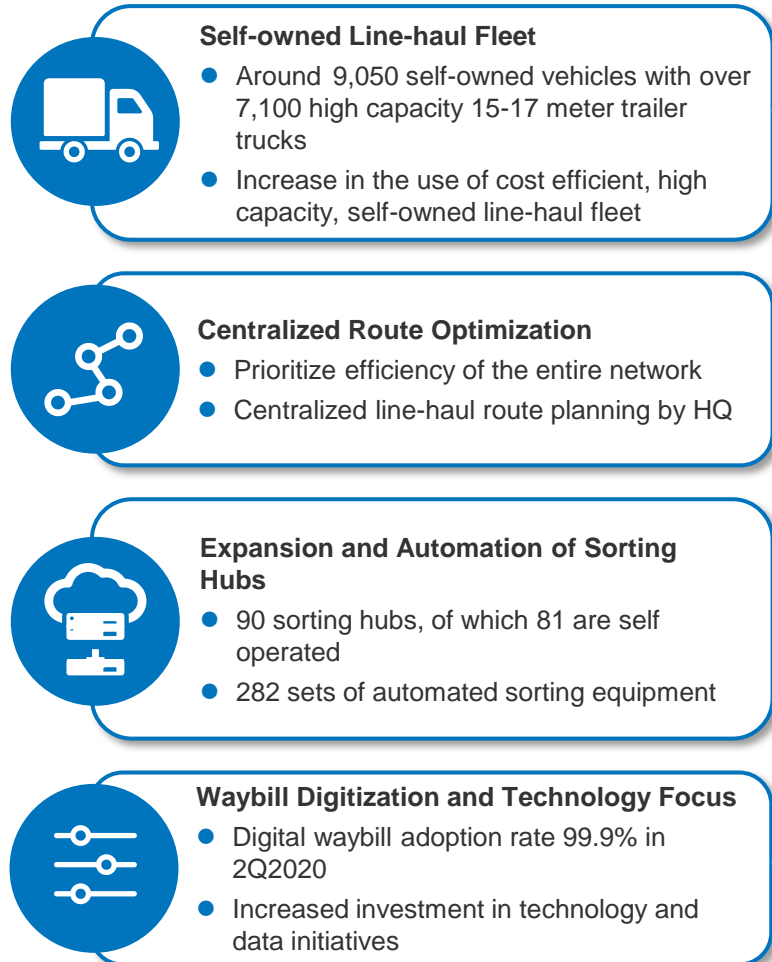 Self-owned Line-haul Fleet
● Around 9,050 self-owned vehicles with over
7,100 high capacity 15-17 meter trailer
trucks
● Increase in the use of cost efficient, high
capacity, self-owned line-haul fleet
Centralized Route Optimization
● Prioritize efficiency of the entire network
● Centralized line-haul route planning by HQ
Expansion and Automation of Sorting
Hubs
● 90 sorting hubs, of which 81 are self
operated
● 282 sets of automated sorting equipment
Waybill Digitization and Technology Focus
● Digital waybill adoption rate 99.9% in
2Q2020
● Increased investment in technology and
data initiatives